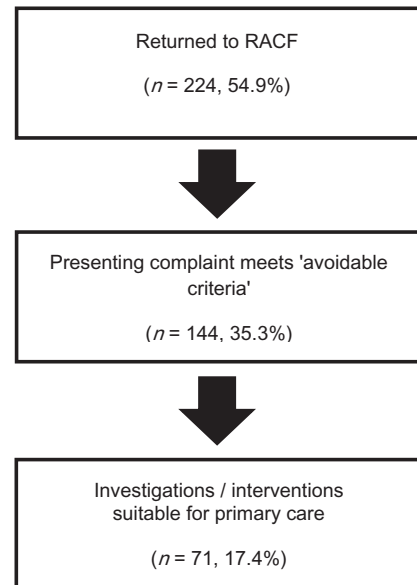 Returned to RACF
(n = 224, 54.9%)
Presenting complaint meets 'avoidable
criteria'
(n = 144, 35.3%)
Investigations / interventions
suitable for primary care
(n = 71, 17.4%)